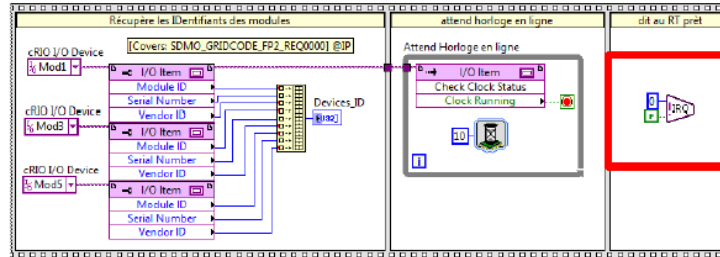 Récupère les IDentifiants des modules
attend horloge en ligne
dit au RT prèt
[Covers: SDMO_GRIDCODE_FP2_REQ0000] @IP
cRIO I/O Device
Mod1
I/O Item
Module ID
Serial Number
Vendor ID
cRIO I/O Device
Mod3
I/O Item
Module ID
Serial Number
Vendor ID
cRIO I/O Device
Mod5
I/O Item
Module ID
Serial Number
Vendor ID
Devices_ID
Attend Horloge en ligne
I/O Item
Check Clock Status
Clock Running
10
i
0
F
IRQ